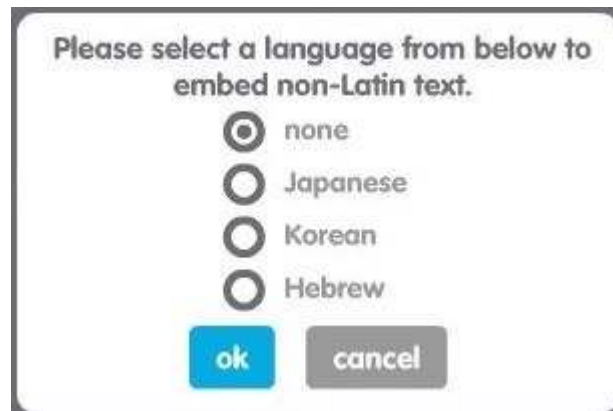 Please select a language from below to
embed non-Latin text.
none
Japanese
Korean
Hebrew
ok
cancel